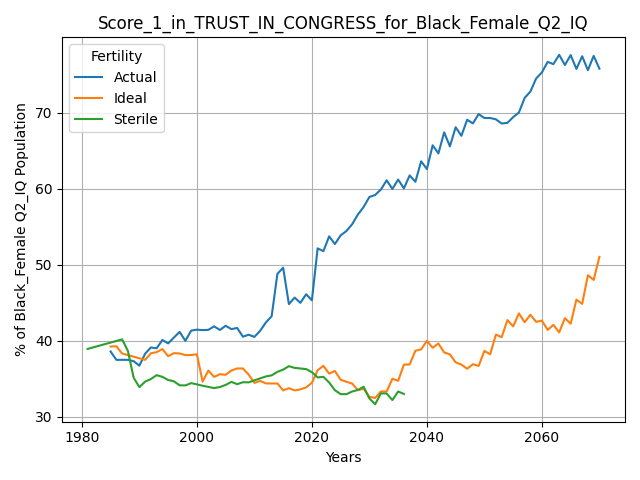 Score_1_in_TRUST_IN_CONGRESS_for_Black_Female_Q2_IQ
Fertility
Actual
Ideal
Sterile
% of Black_Female Q2_IQ Population
70
60
50
40
30
1980
2000
2020
2040
2060
Years